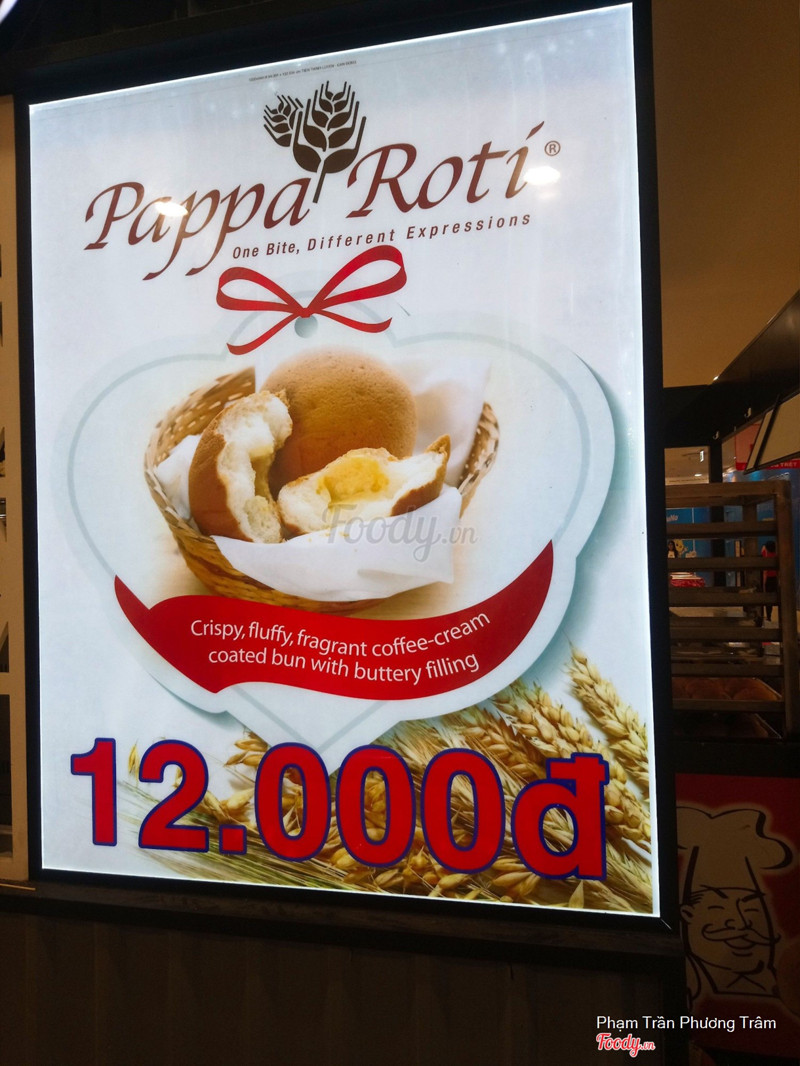 Pappa Roti®
One Bite, Different Expressions
Foody.vn
Crispy, fluffy, fragrant coffee-cream
coated bun with buttery filling
12.000đ
Phạm Trần Phương Trâm
Foody.vn